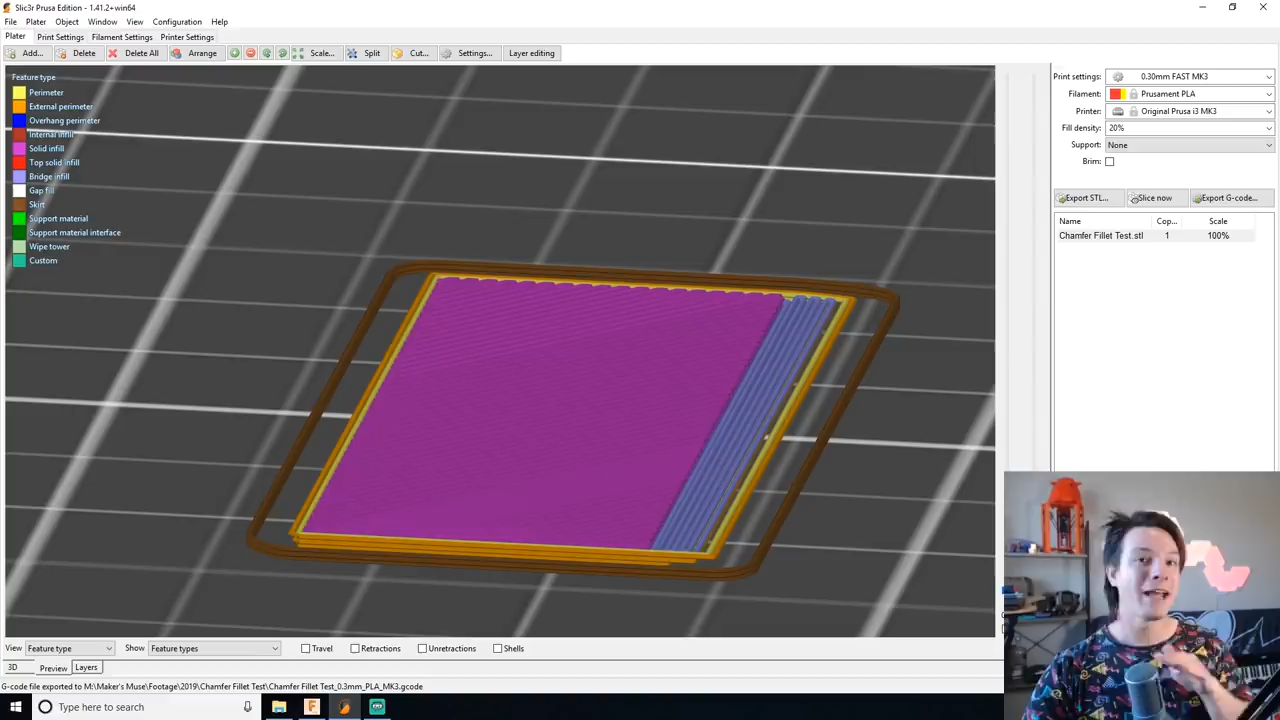 Slic3r Prusa Edition - 1.41.2+win64
File Plater Object Window View Configuration Help
Plater Print Settings Filament Settings Printer Settings
Add... Delete Delete All Arrange Scale... Split Cut... Settings... Layer editing
Feature type
Perimeter
External perimeter
Overhang perimeter
Internal infill
Solid infill
Top solid infill
Bridge infill
Gap fill
Skirt
Support material
Support material interface
Wipe tower
Custom
Print settings: 0.30mm FAST MK3
Filament: Prusament PLA
Printer: Original Prusa i3 MK3
Fill density: 20%
Support: None
Brim:
Export STL... Slice now Export G-code...
Name Cop... Scale
Chamfer Fillet Test.stl 1 100%
View Feature type Show Feature types Travel Retractions Unretractions Shells
3D Preview Layers
G-code file exported to M:\Maker's Muse\Footage\2019\Chamfer Fillet Test\Chamfer Fillet Test_0.3mm_PLA_MK3.gcode
Type here to search